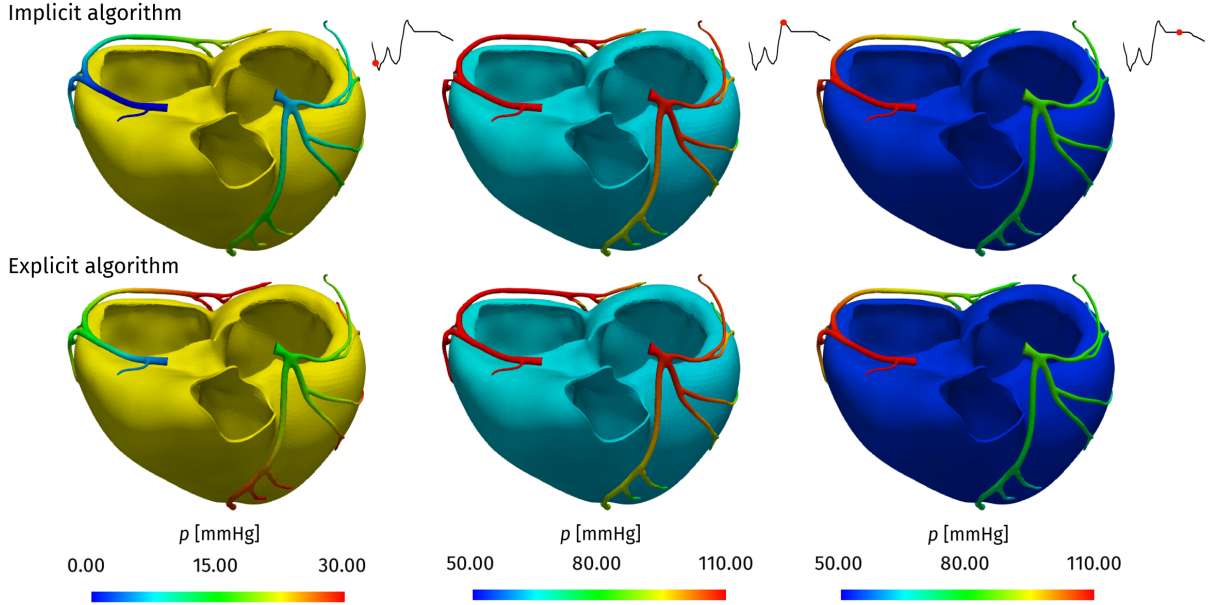 Implicit algorithm
Explicit algorithm
p [mmHg] p [mmHg] p [mmHg]
0.00 15.00 30.00 50.00 80.00 110.00 50.00 80.00 110.00